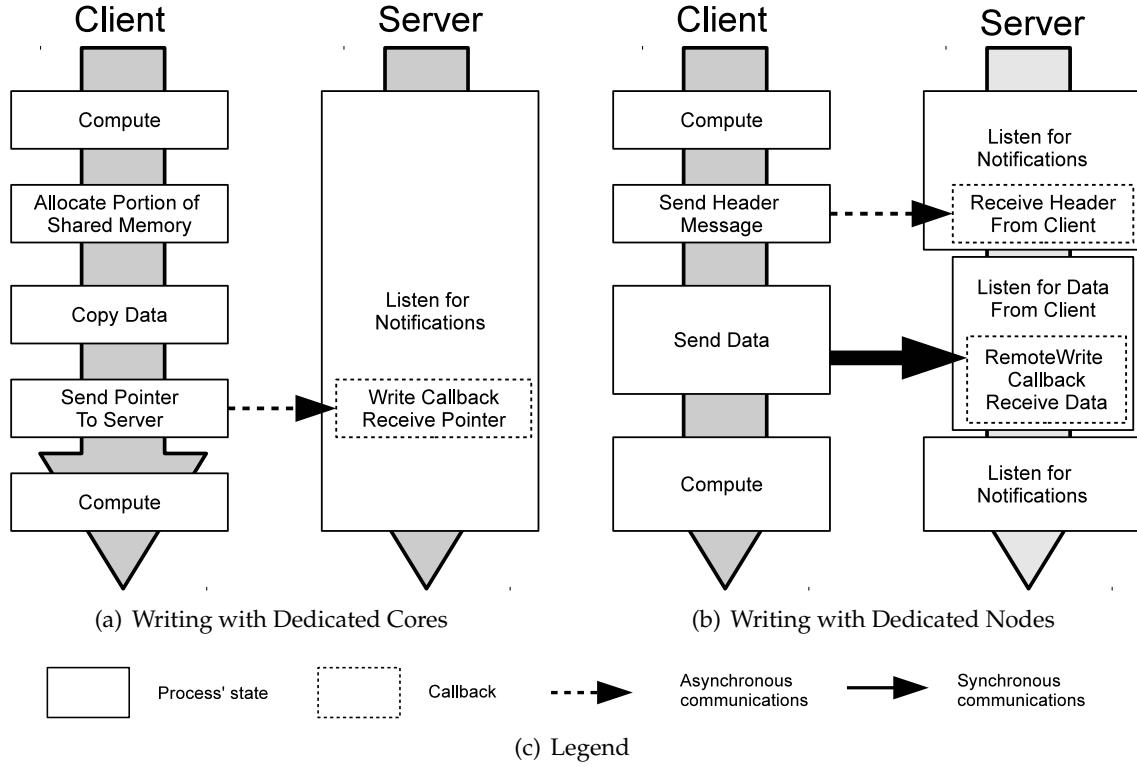 Client
Server
Compute
Allocate Portion of
Shared Memory
Copy Data
Send Pointer
To Server
Compute
Listen for
Notifications
Write Callback
Receive Pointer
(a) Writing with Dedicated Cores
Client
Server
Compute
Send Header
Message
Send Data
Compute
Listen for
Notifications
Receive Header
From Client
Listen for Data
From Client
RemoteWrite
Callback
Receive Data
Listen for
Notifications
(b) Writing with Dedicated Nodes
Process' state
Callback
Asynchronous
communications
Synchronous
communications
(c) Legend